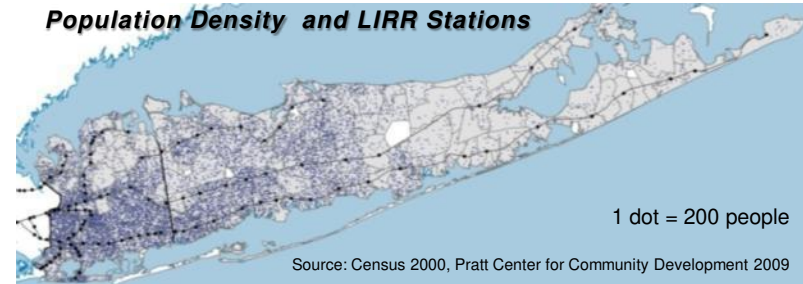 Population Density and LIRR Stations
1 dot = 200 people
Source: Census 2000, Pratt Center for Community Development 2009